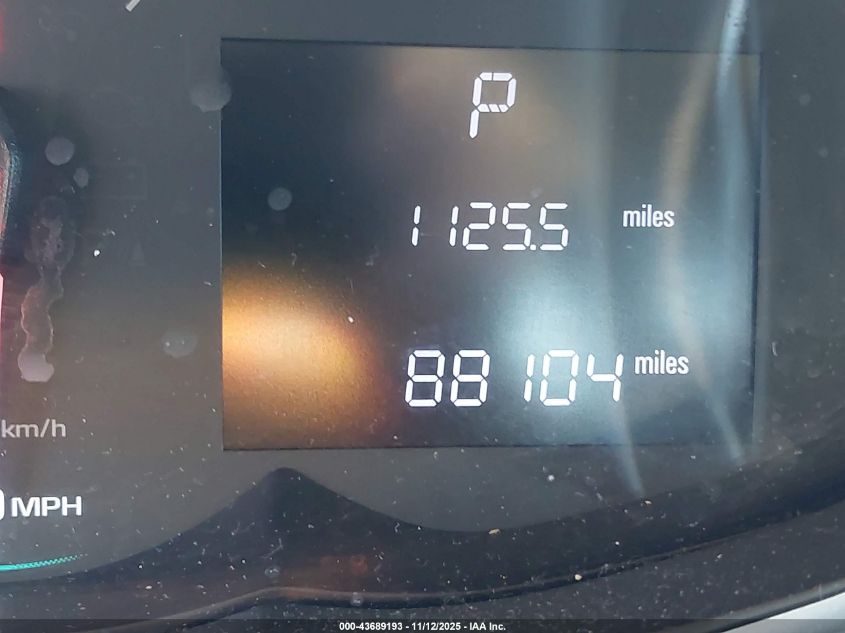 P
1125.5 miles
88104 miles
km/h
MPH
000-43689193 - 11/12/2025 - IAA Inc.